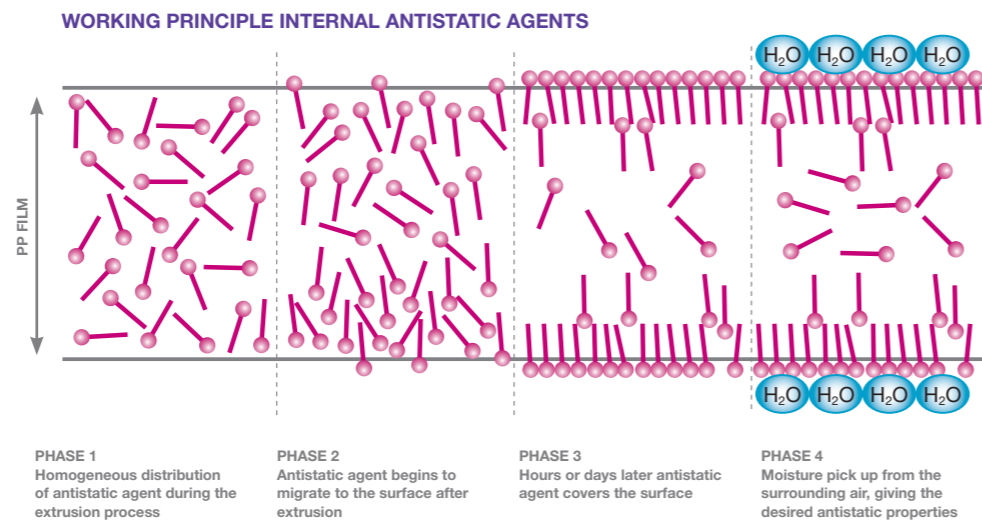 WORKING PRINCIPLE INTERNAL ANTISTATIC AGENTS
H₂O H₂O H₂O H₂O
PP FILM
H₂O H₂O H₂O H₂O
PHASE 1
Homogeneous distribution
of antistatic agent during the
extrusion process
PHASE 2
Antistatic agent begins to
migrate to the surface after
extrusion
PHASE 3
Hours or days later antistatic
agent covers the surface
PHASE 4
Moisture pick up from the
surrounding air, giving the
desired antistatic properties